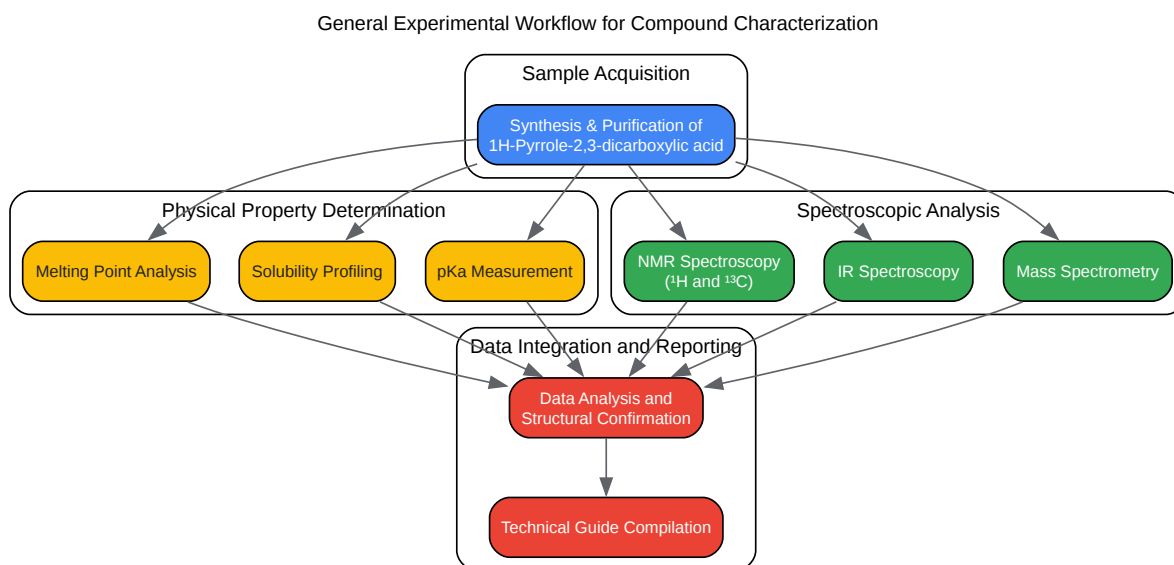 General Experimental Workflow for Compound Characterization
Sample Acquisition
Synthesis & Purification of
1H-Pyrrole-2,3-dicarboxylic acid
Physical Property Determination
Spectroscopic Analysis
Melting Point Analysis
Solubility Profiling
pKa Measurement
NMR Spectroscopy
(¹H and ¹³C)
IR Spectroscopy
Mass Spectrometry
Data Integration and Reporting
Data Analysis and
Structural Confirmation
Technical Guide Compilation